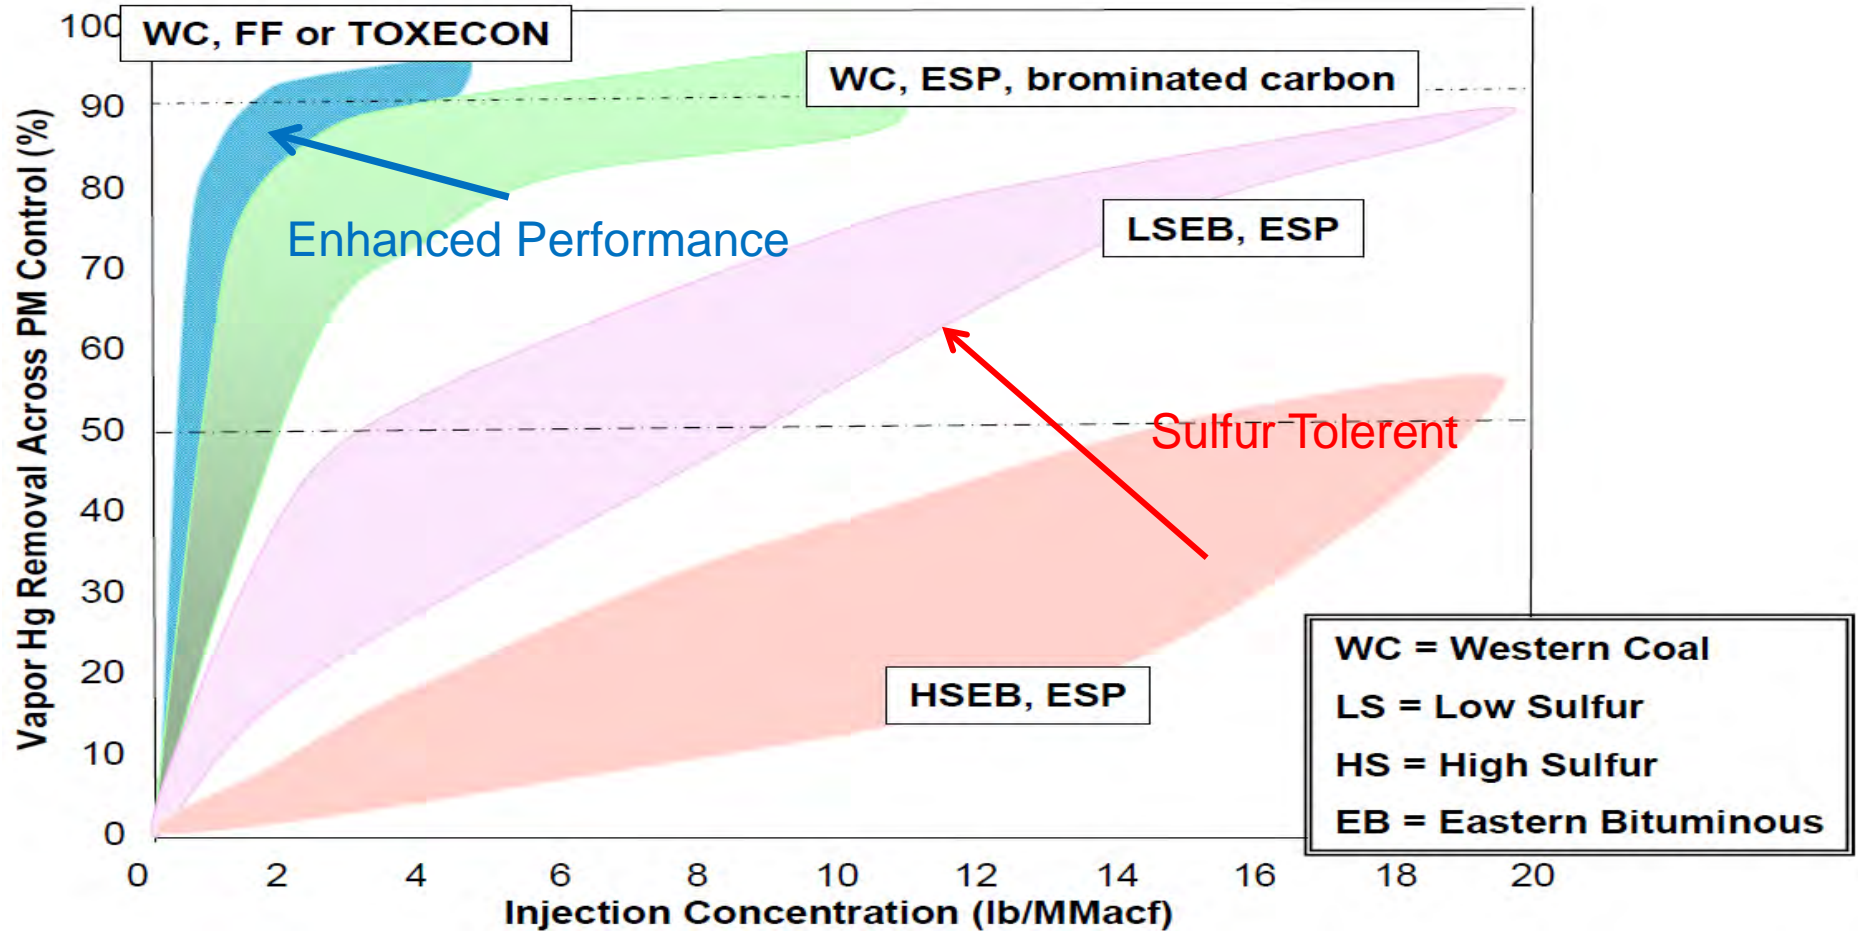 WC, FF or TOXECON
WC, ESP, brominated carbon
Enhanced Performance
LSEB, ESP
Sulfur Tolerent
HSEB, ESP
WC = Western Coal
LS = Low Sulfur
HS = High Sulfur
EB = Eastern Bituminous
Vapor Hg Removal Across PM Control (%)
100
90
80
70
60
50
40
30
20
10
0
0 2 4 6 8 10 12 14 16 18 20
Injection Concentration (lb/MMacf)